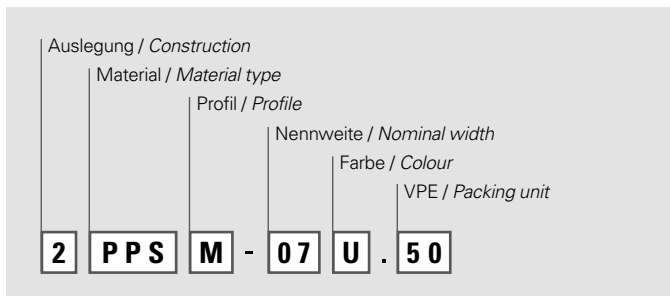 Auslegung / Construction
Material / Material type
Profil / Profile
Nennweite / Nominal width
Farbe / Colour
VPE / Packing unit
2 PPS M - 07 U . 50